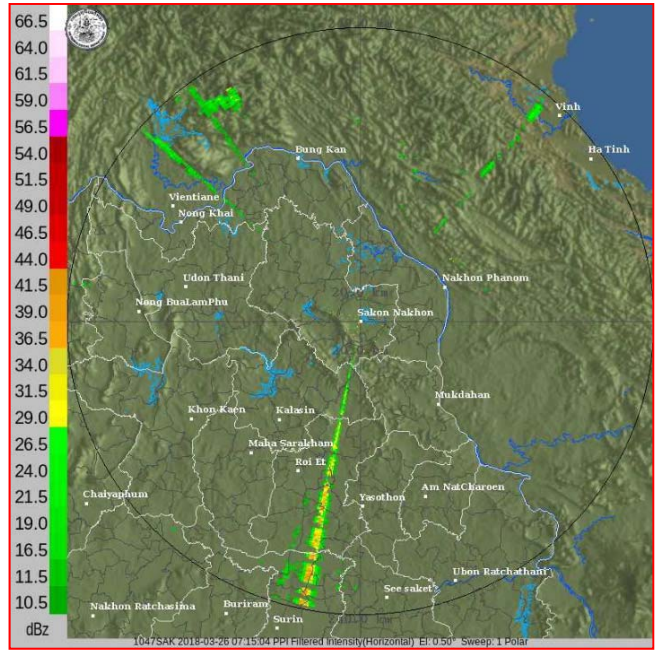 66.5
64.0
61.5
59.0
56.5
54.0
51.5
49.0
46.5
44.0
41.5
39.0
36.5
34.0
31.5
29.0
26.5
24.0
21.5
19.0
16.5
11.5
10.5
dBz
Vinh
Ha Tinh
Bung Kan
Vientiane
Nong Khai
Udon Thani
Nakhon Phanom
Nong BuaLamPhu
Sakon Nakhon
Mukdahan
Khon Kaen
Kalasin
Maha Sarakham
Roi Et
Chaiyaphum
Yasothon
Am NatCharoen
Ubon Ratchathani
See saket
Nakhon Ratchasima
Buriram
Surin
1047SAK 2018-03-26 07:15:04 PPI Filtered Intensity(Horizontal) El: 0.50° Sweep: 1 Polar